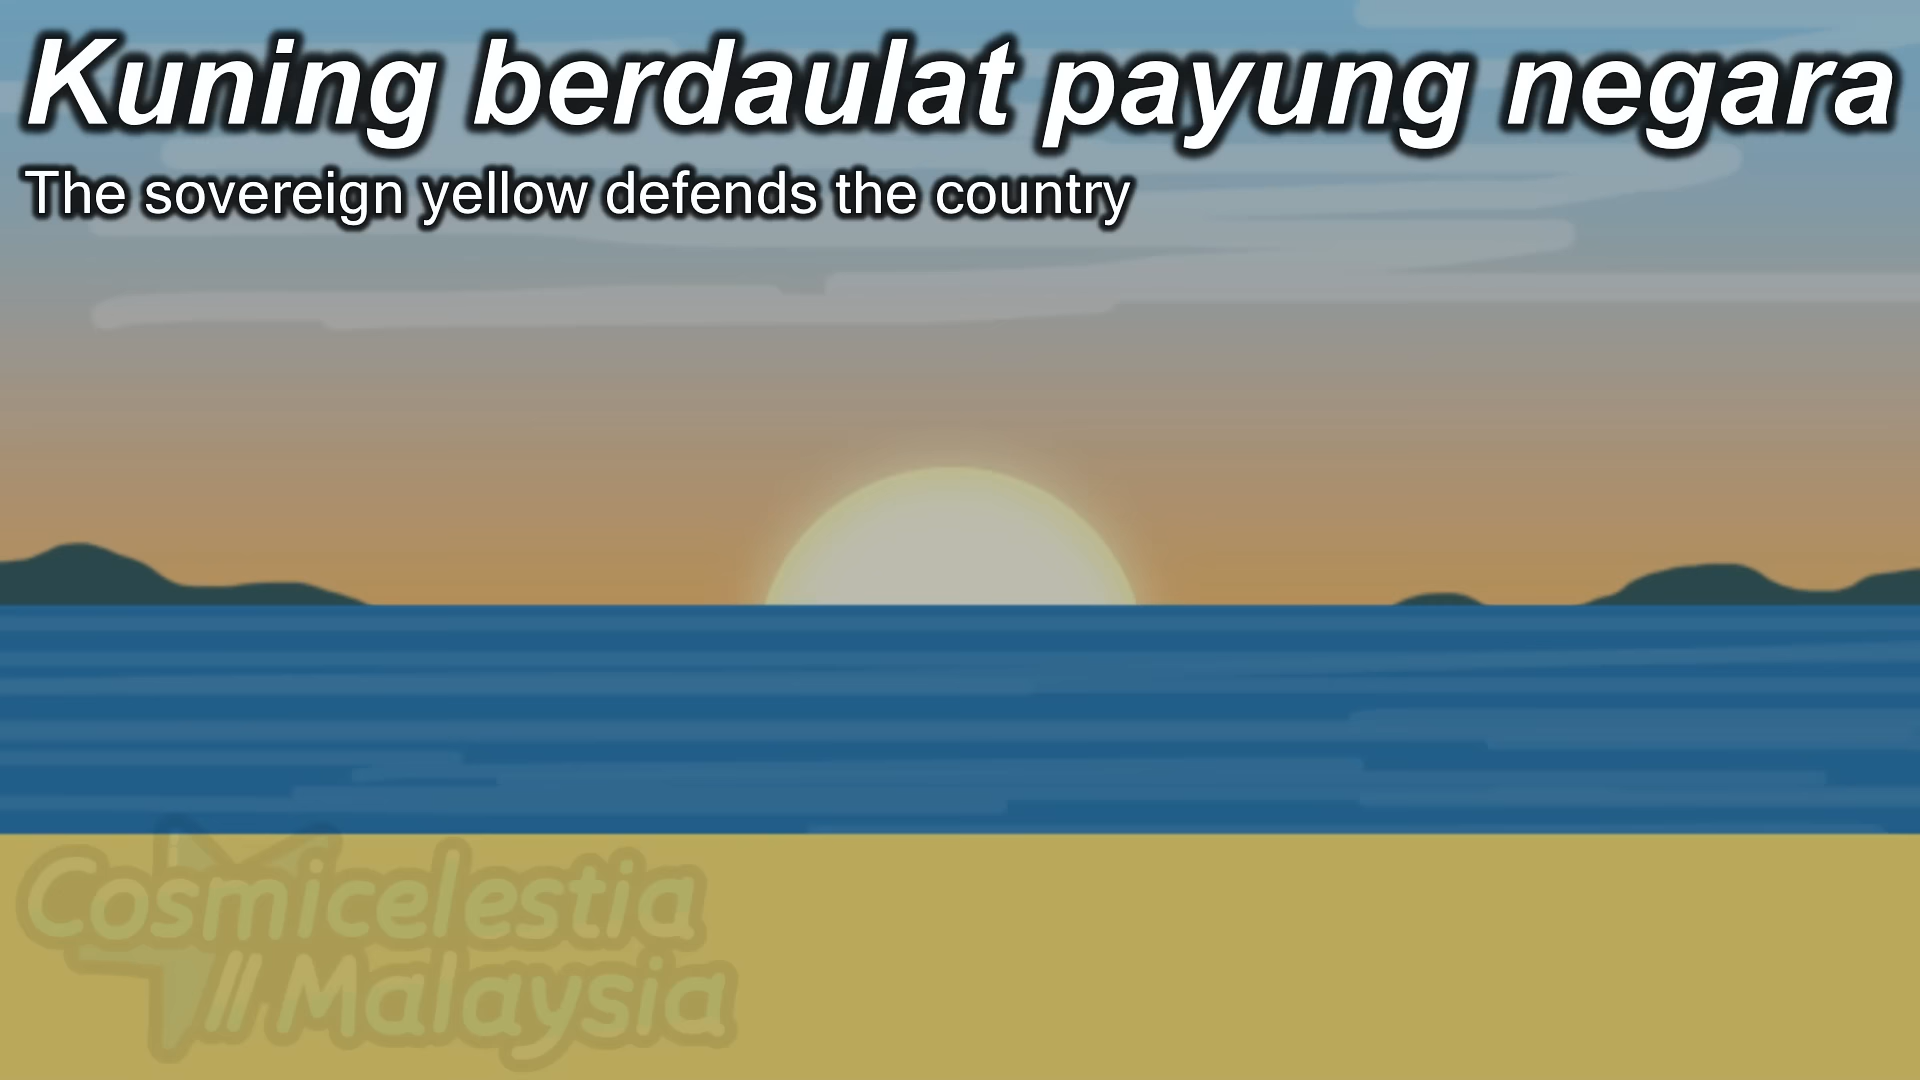 Kuning berdaulat payung negara
The sovereign yellow defends the country
Cosmicelestia
//Malaysia